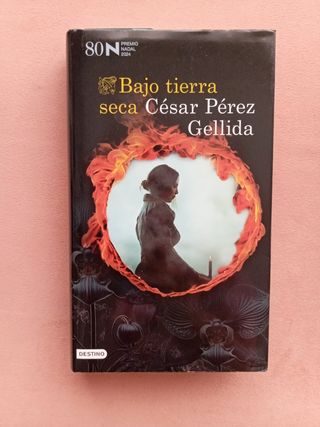 80 N PREMIO
NADAL
2024
Bajo tierra
seca César Pérez
Gellida
DESTINO